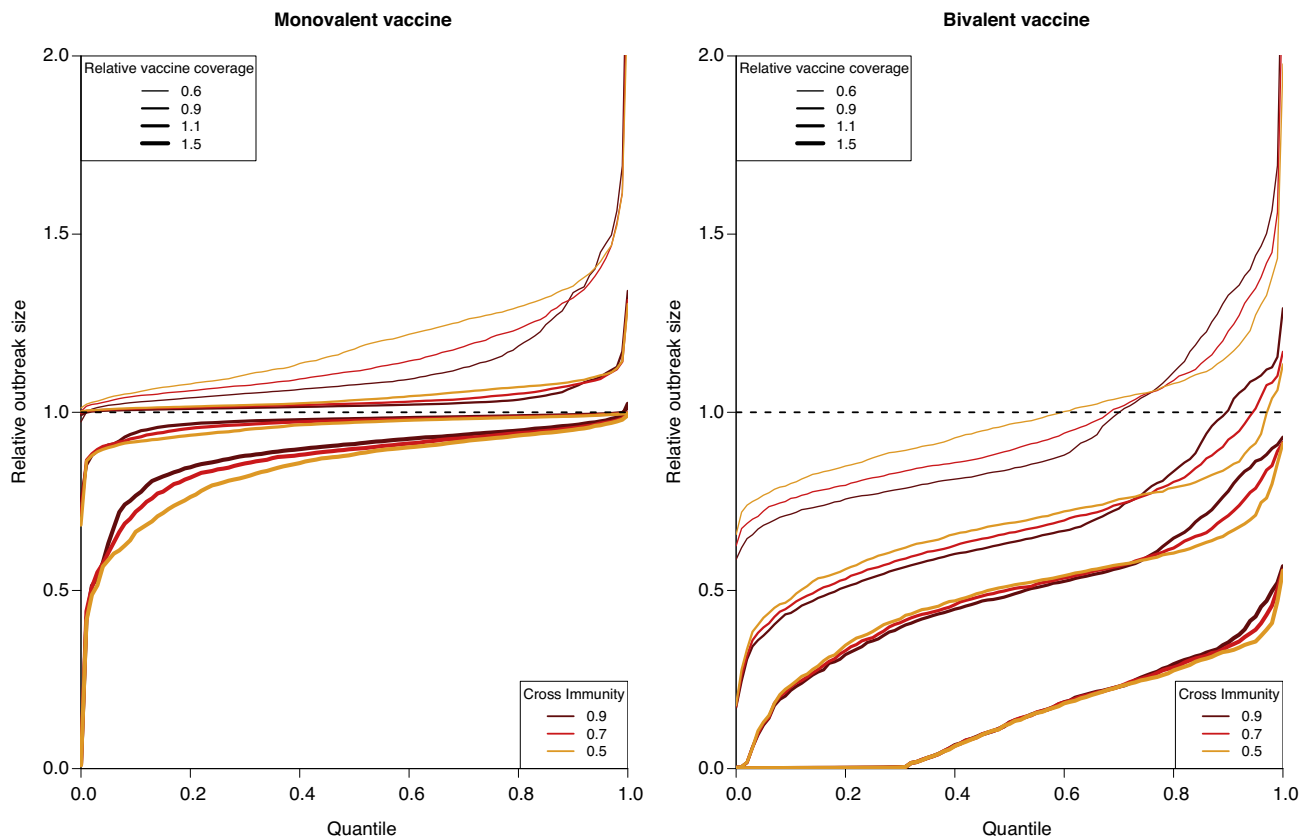 Monovalent vaccine
Relative outbreak size
2.0
1.5
1.0
0.5
0.0
Relative vaccine coverage
0.6
0.9
1.1
1.5
Cross Immunity
0.9
0.7
0.5
0.0 0.2 0.4 0.6 0.8 1.0
Quantile
Bivalent vaccine
Relative outbreak size
2.0
1.5
1.0
0.5
0.0
Relative vaccine coverage
0.6
0.9
1.1
1.5
Cross Immunity
0.9
0.7
0.5
0.0 0.2 0.4 0.6 0.8 1.0
Quantile